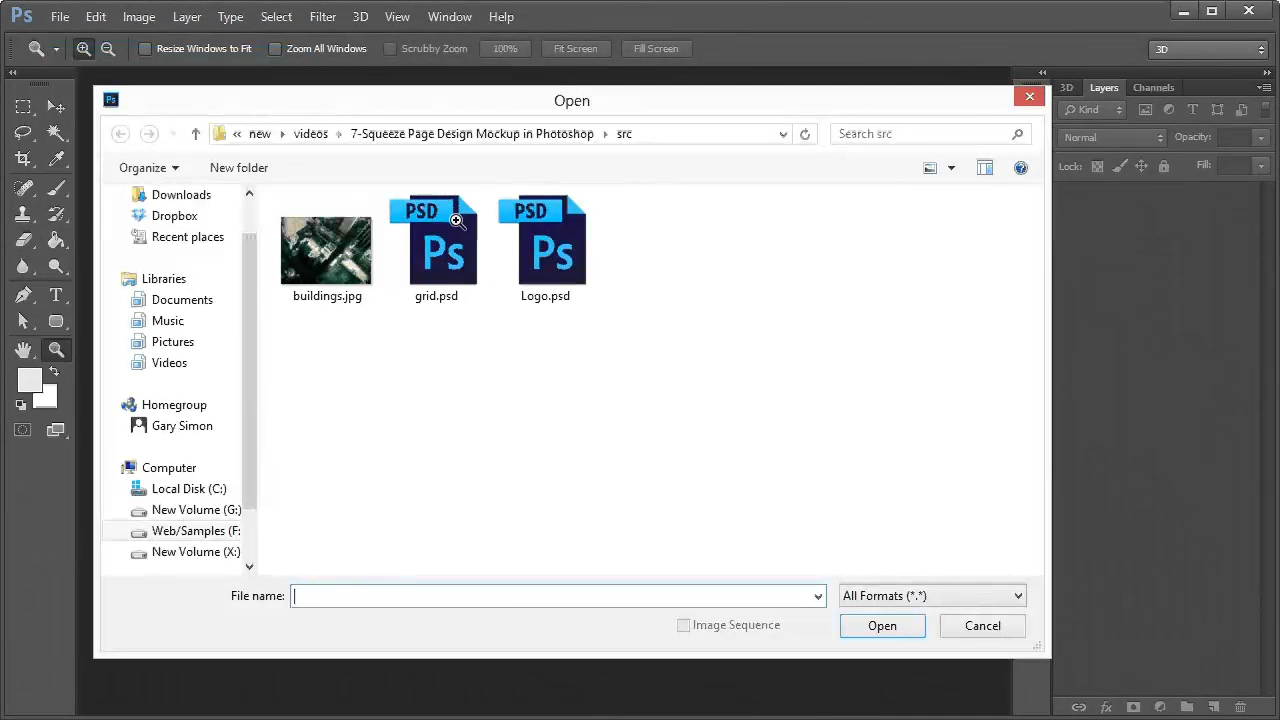 Ps File Edit Image Layer Type Select Filter 3D View Window Help
Resize Windows to Fit Zoom All Windows Scrubby Zoom 100% Fit Screen Fill Screen 3D
Open
3D Layers Channels
Kind
Normal Opacity:
Lock: Fill:
new videos 7-Squeeze Page Design Mockup in Photoshop src Search src
Organize New folder
Downloads
Dropbox
Recent places
Libraries
Documents
Music
Pictures
Videos
Homegroup
Gary Simon
Computer
Local Disk (C:)
New Volume (G:)
Web/Samples (F:
New Volume (X:)
PSD PSD
Ps Ps
buildings.jpg grid.psd Logo.psd
File name: All Formats (*.*)
Image Sequence Open Cancel